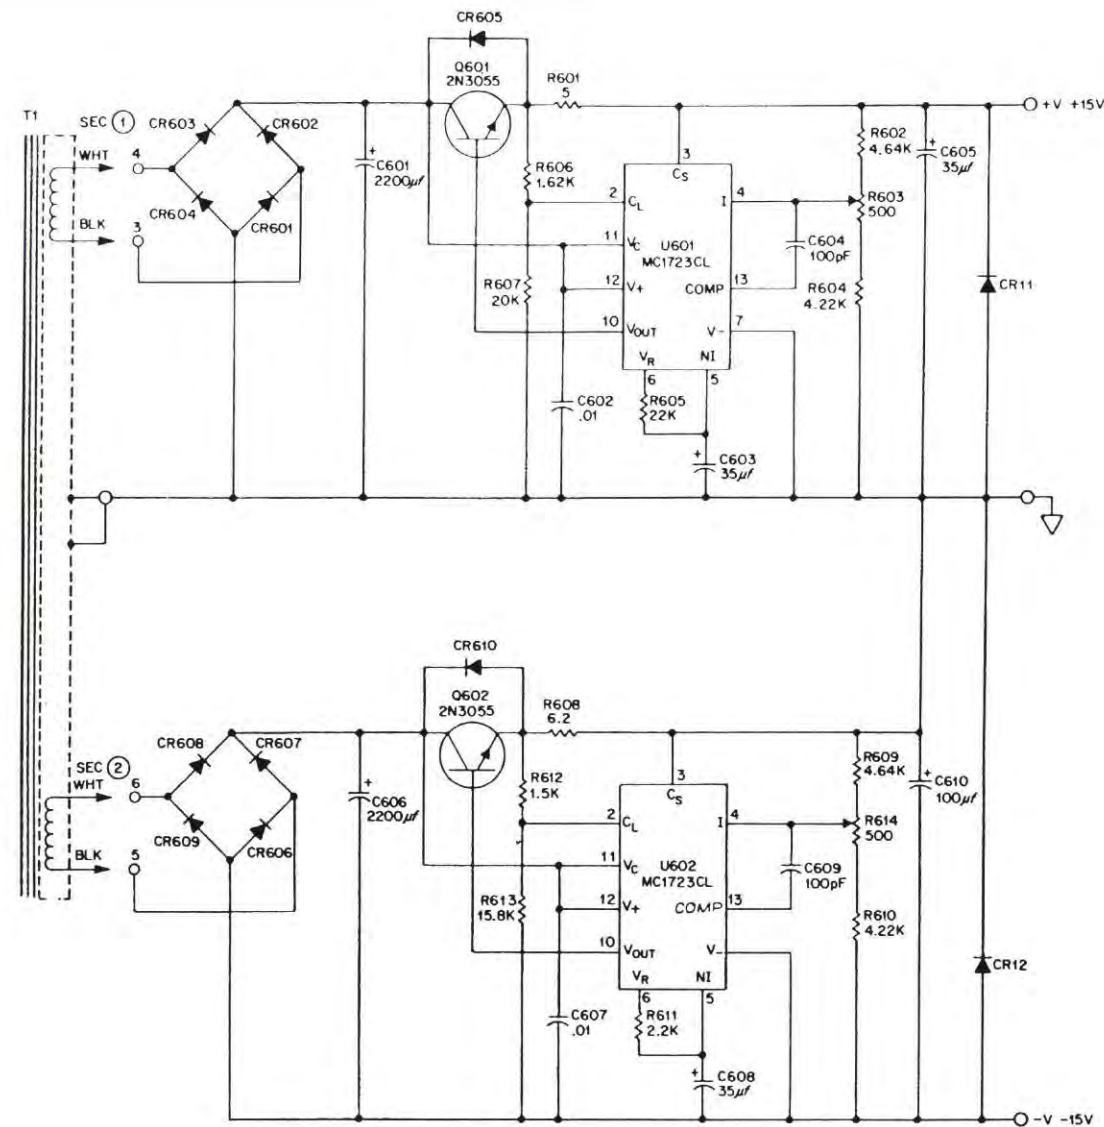 CR605
Q601
2N3055
R601
5
+V +15V
T1
SEC 1
WHT
4
CR603
CR602
CR604
CR601
BLK
3
+
C601
2200µf
R606
1.62K
R607
20K
3
CS
2
CL
I
4
11
VC
U601
MC1723CL
12
V+
COMP
13
10
VOUT
V-
7
VR
NI
6
5
R605
22K
C602
.01
+
C603
35µf
C604
100pF
R602
4.64K
R603
500
R604
4.22K
+
C605
35µf
CR11
CR610
Q602
2N3055
R608
6.2
SEC 2
WHT
6
CR608
CR607
CR609
CR606
BLK
5
+
C606
2200µf
R612
1.5K
R613
15.8K
3
CS
2
CL
I
4
11
VC
U602
MC1723CL
12
V+
COMP
13
10
VOUT
V-
VR
NI
6
5
R611
2.2K
C607
.01
+
C608
35µf
C609
100pF
R609
4.64K
R614
500
R610
4.22K
+
C610
100µf
CR12
-V -15V